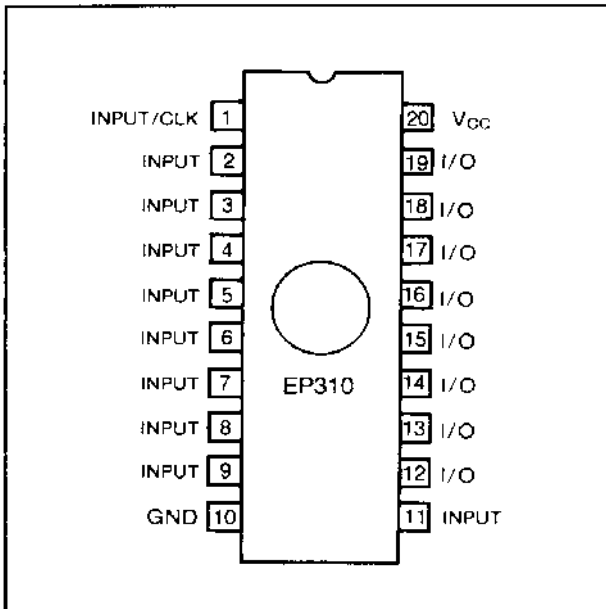 INPUT/CLK 1 20 VCC
INPUT 2 19 I/O
INPUT 3 18 I/O
INPUT 4 17 I/O
INPUT 5 16 I/O
INPUT 6 15 I/O
INPUT 7 EP310 14 I/O
INPUT 8 13 I/O
INPUT 9 12 I/O
GND 10 11 INPUT